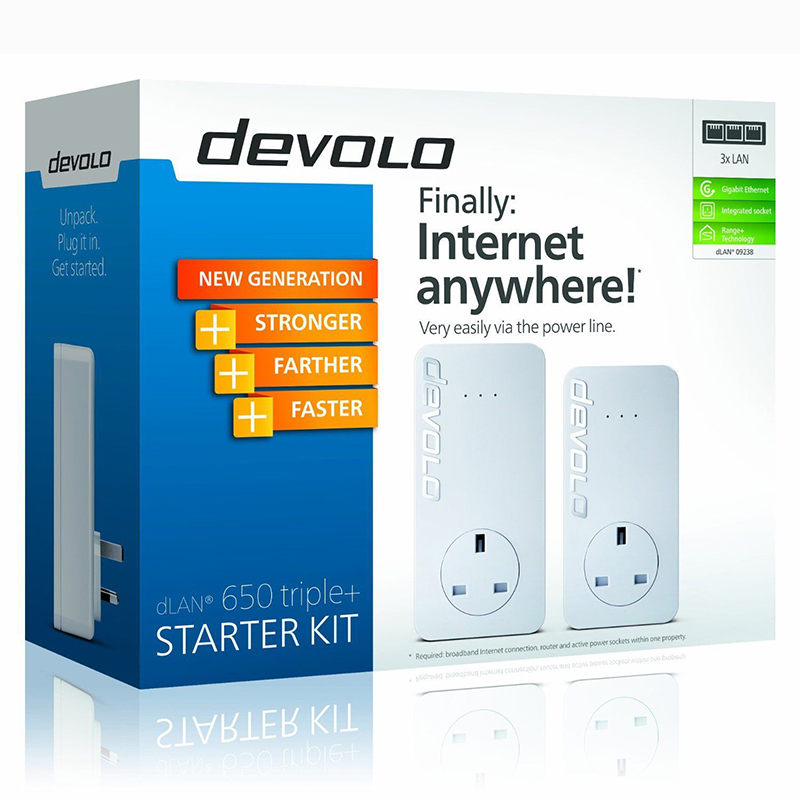 devolo
Unpack.
Plug it in.
Get started.
devolo
NEW GENERATION
+ STRONGER
+ FARTHER
+ FASTER
Finally:
Internet
anywhere!*
Very easily via the power line.
3x LAN
Gigabit Ethernet
Integrated socket
Range+
Technology
dLAN® 09238
devolo
devolo
dLAN® 650 triple+
STARTER KIT
* Required: broadband Internet connection, router and active power sockets within one property.